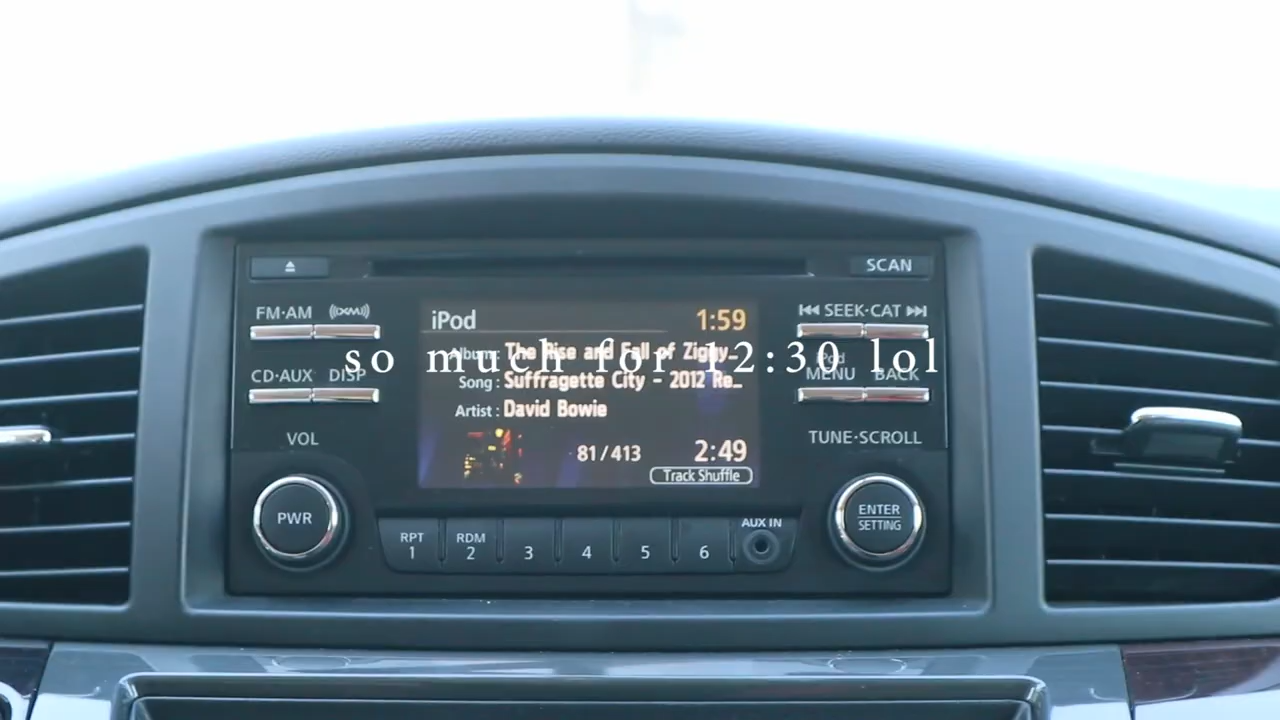 SCAN
FM·AM
((XM))
iPod
1:59
SEEK·CAT
Album : The Rise and Fall of Ziggy…
so much for 12:30 lol
CD·AUX
DISP
Song : Suffragette City - 2012 Re…
iPod
MENU
BACK
Artist : David Bowie
VOL
TUNE·SCROLL
81/413
2:49
Track Shuffle
PWR
ENTER
SETTING
RPT
1
RDM
2
3
4
5
6
AUX IN